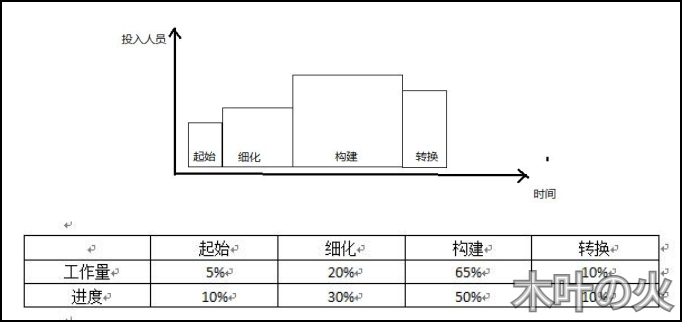 投入人员
起始 细化 构建 转换
时间
起始 细化 构建 转换
工作量 5% 20% 65% 10%
进度 10% 30% 50% 10%
木叶の火